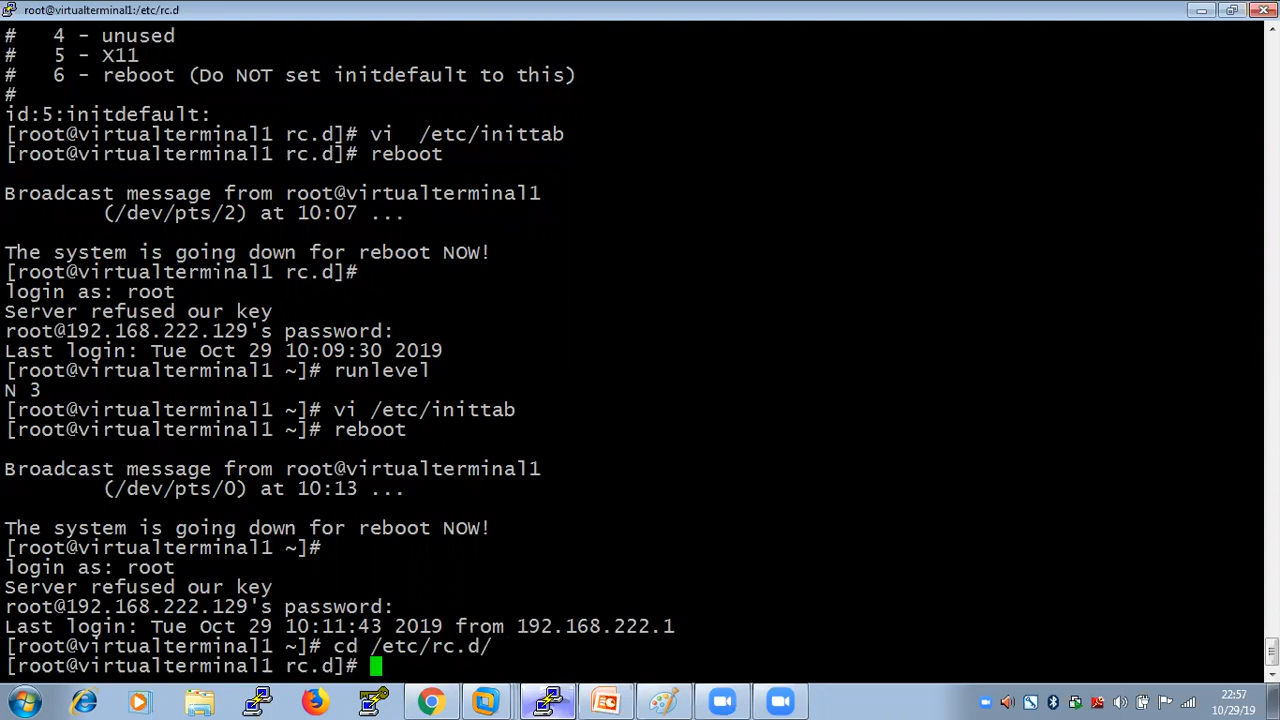 root@virtualterminal1:/etc/rc.d
#   4 - unused
#   5 - X11
#   6 - reboot (Do NOT set initdefault to this)
#
id:5:initdefault:
[root@virtualterminal1 rc.d]# vi  /etc/inittab
[root@virtualterminal1 rc.d]# reboot
Broadcast message from root@virtualterminal1
        (/dev/pts/2) at 10:07 ...
The system is going down for reboot NOW!
[root@virtualterminal1 rc.d]#
login as: root
Server refused our key
root@192.168.222.129's password:
Last login: Tue Oct 29 10:09:30 2019
[root@virtualterminal1 ~]# runlevel
N 3
[root@virtualterminal1 ~]# vi /etc/inittab
[root@virtualterminal1 ~]# reboot
Broadcast message from root@virtualterminal1
        (/dev/pts/0) at 10:13 ...
The system is going down for reboot NOW!
[root@virtualterminal1 ~]#
login as: root
Server refused our key
root@192.168.222.129's password:
Last login: Tue Oct 29 10:11:43 2019 from 192.168.222.1
[root@virtualterminal1 ~]# cd /etc/rc.d/
[root@virtualterminal1 rc.d]#
22:57
10/29/19